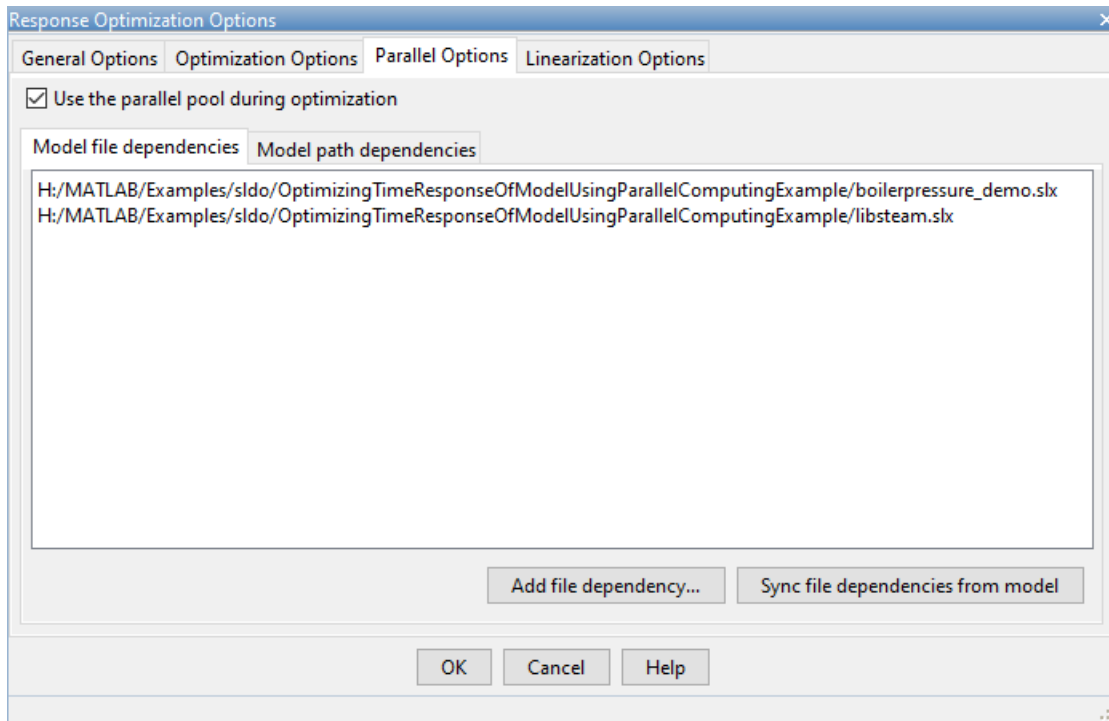 Response Optimization Options
General Options Optimization Options Parallel Options Linearization Options
Use the parallel pool during optimization
Model file dependencies Model path dependencies
H:/MATLAB/Examples/sldo/OptimizingTimeResponseOfModelUsingParallelComputingExample/boilerpressure_demo.slx
H:/MATLAB/Examples/sldo/OptimizingTimeResponseOfModelUsingParallelComputingExample/libsteam.slx
Add file dependency... Sync file dependencies from model
OK Cancel Help